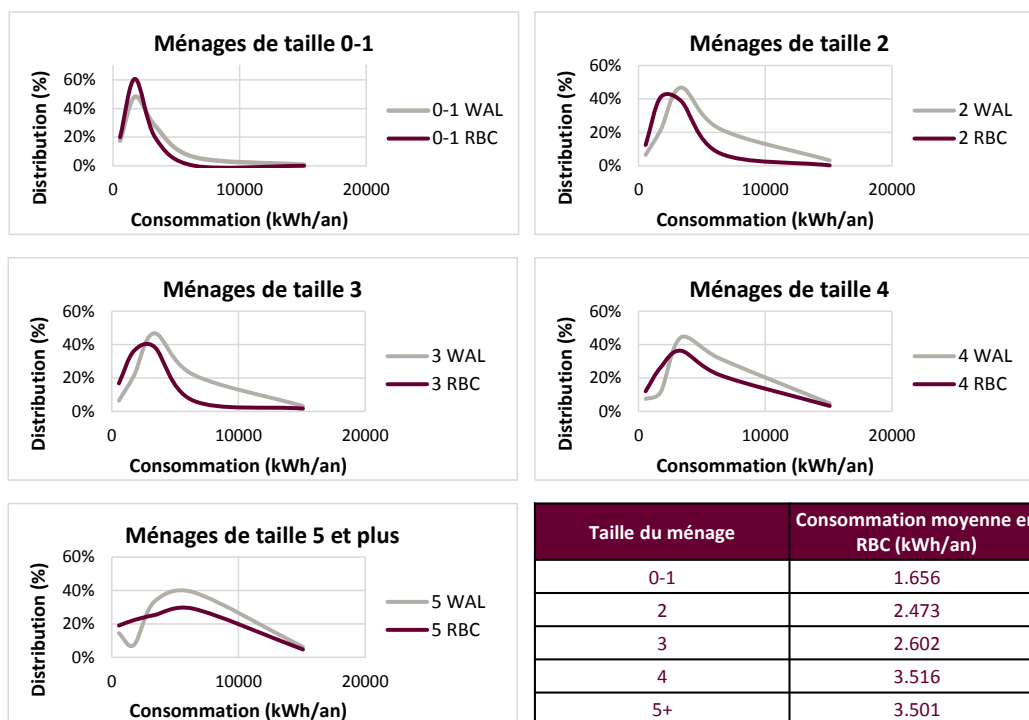 Ménages de taille 0-1
Distribution (%)
60%
40%
20%
0%
0 10000 20000
Consommation (kWh/an)
0-1 WAL
0-1 RBC
Ménages de taille 2
Distribution (%)
60%
40%
20%
0%
0 10000 20000
Consommation (kWh/an)
2 WAL
2 RBC
Ménages de taille 3
Distribution (%)
60%
40%
20%
0%
0 10000 20000
Consommation (kWh/an)
3 WAL
3 RBC
Ménages de taille 4
Distribution (%)
60%
40%
20%
0%
0 10000 20000
Consommation (kWh/an)
4 WAL
4 RBC
Ménages de taille 5 et plus
Distribution (%)
60%
40%
20%
0%
0 10000 20000
Consommation (kWh/an)
5 WAL
5 RBC
Taille du ménage
Consommation moyenne en
RBC (kWh/an)
0-1 1.656
2 2.473
3 2.602
4 3.516
5+ 3.501